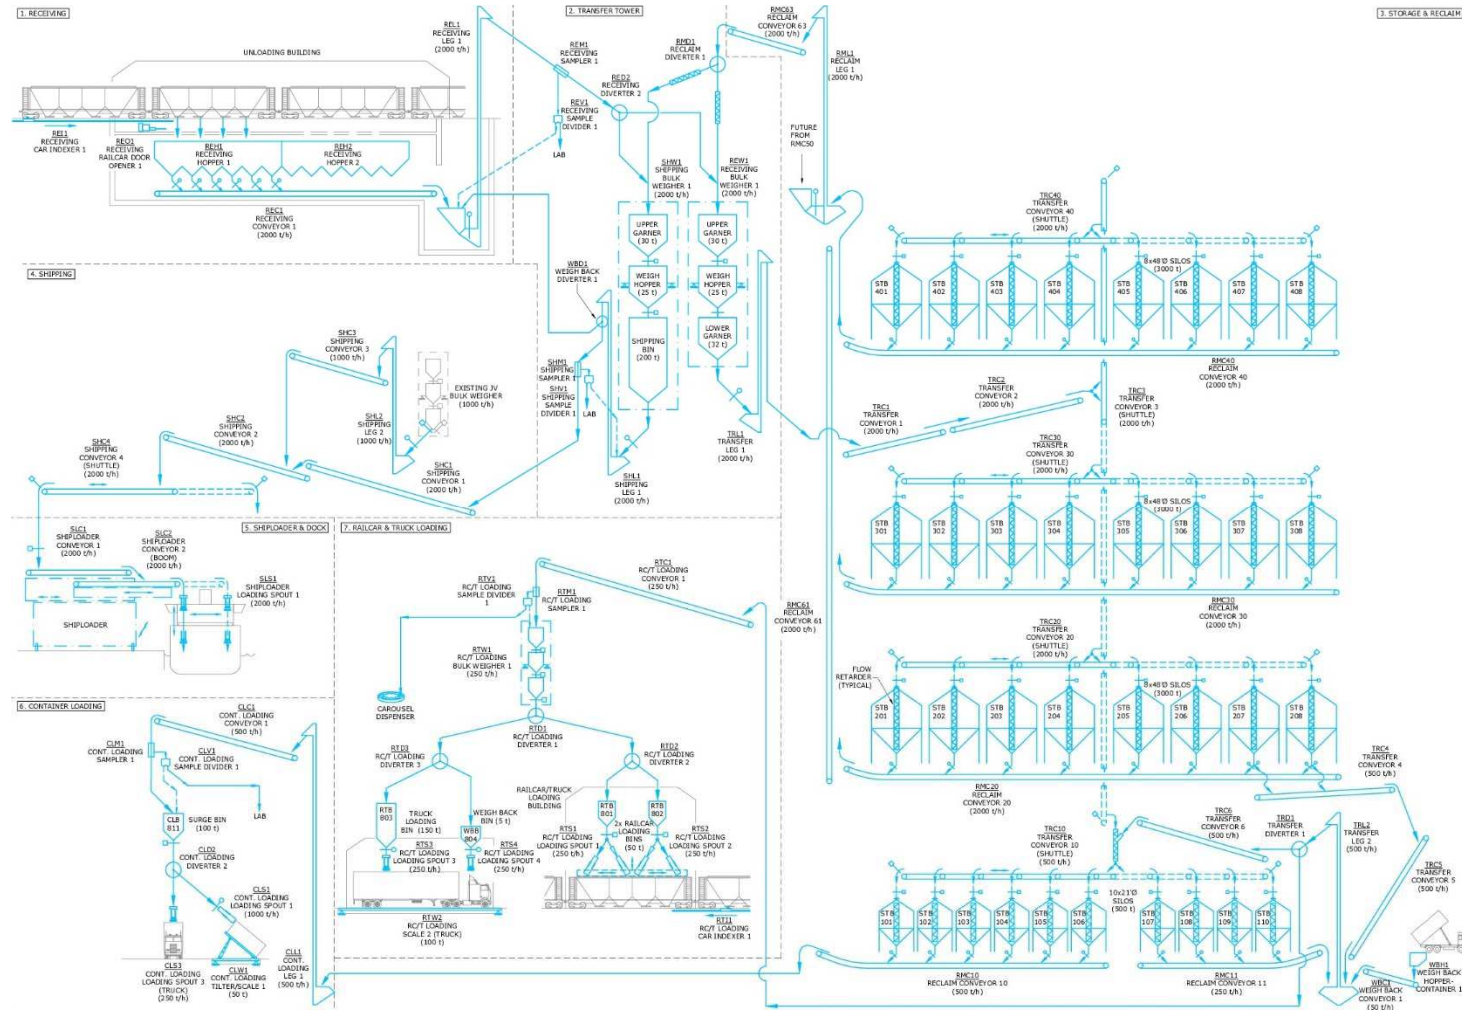 1. RECEIVING
UNLOADING BUILDING
REI1
RECEIVING
CAR INDEXER 1
REO1
RECEIVING
RAILCAR DOOR
OPENER 1
REH1
RECEIVING
HOPPER 1
REH2
RECEIVING
HOPPER 2
REC1
RECEIVING
CONVEYOR 1
(2000 t/h)
REL1
RECEIVING
LEG 1
(2000 t/h)
2. TRANSFER TOWER
REM1
RECEIVING
SAMPLER 1
REV1
RECEIVING
SAMPLE
DIVIDER 1
LAB
RED2
RECEIVING
DIVERTER 2
RMD1
RECLAIM
DIVERTER 1
RMC63
RECLAIM
CONVEYOR 63
(2000 t/h)
RML1
RECLAIM
LEG 1
(2000 t/h)
FUTURE
FROM
RMC50
SHW1
SHIPPING
BULK
WEIGHER 1
(2000 t/h)
REW1
RECEIVING
BULK
WEIGHER 1
(2000 t/h)
UPPER
GARNER
(30 t)
WEIGH
HOPPER
(25 t)
SHIPPING
BIN
(200 t)
UPPER
GARNER
(30 t)
WEIGH
HOPPER
(25 t)
LOWER
GARNER
(32 t)
WBD1
WEIGH BACK
DIVERTER 1
SHM1
SHIPPING
SAMPLER 1
SHV1
SHIPPING
SAMPLE
DIVIDER 1
LAB
SHL1
SHIPPING
LEG 1
(2000 t/h)
TRL1
TRANSFER
LEG 1
(2000 t/h)
3. STORAGE & RECLAIM
TRC40
TRANSFER
CONVEYOR 40
(SHUTTLE)
(2000 t/h)
8x48'Ø SILOS
(3000 t)
STB
401
STB
402
STB
403
STB
404
STB
405
STB
406
STB
407
STB
408
RMC40
RECLAIM
CONVEYOR 40
(2000 t/h)
TRC1
TRANSFER
CONVEYOR 1
(2000 t/h)
TRC2
TRANSFER
CONVEYOR 2
(2000 t/h)
TRC3
TRANSFER
CONVEYOR 3
(SHUTTLE)
(2000 t/h)
TRC30
TRANSFER
CONVEYOR 30
(SHUTTLE)
(2000 t/h)
8x48'Ø SILOS
(3000 t)
STB
301
STB
302
STB
303
STB
304
STB
305
STB
306
STB
307
STB
308
RMC30
RECLAIM
CONVEYOR 30
(2000 t/h)
TRC20
TRANSFER
CONVEYOR 20
(SHUTTLE)
(2000 t/h)
FLOW
RETARDER
(TYPICAL)
8x48'Ø SILOS
(3000 t)
STB
201
STB
202
STB
203
STB
204
STB
205
STB
206
STB
207
STB
208
RMC20
RECLAIM
CONVEYOR 20
(2000 t/h)
RMC61
RECLAIM
CONVEYOR 61
(2000 t/h)
TRC4
TRANSFER
CONVEYOR 4
(500 t/h)
TRC6
TRANSFER
CONVEYOR 6
(500 t/h)
TRD1
TRANSFER
DIVERTER 1
TRL2
TRANSFER
LEG 2
(500 t/h)
TRC5
TRANSFER
CONVEYOR 5
(500 t/h)
TRC10
TRANSFER
CONVEYOR 10
(SHUTTLE)
(500 t/h)
10x21'Ø
SILOS
(500 t)
STB
101
STB
102
STB
103
STB
104
STB
105
STB
106
STB
107
STB
108
STB
109
STB
110
RMC10
RECLAIM CONVEYOR 10
(500 t/h)
RMC11
RECLAIM CONVEYOR 11
(250 t/h)
WBC1
WEIGH BACK
CONVEYOR 1
(50 t/h)
WBH1
WEIGH BACK
HOPPER-
CONTAINER 1
4. SHIPPING
SHC3
SHIPPING
CONVEYOR 3
(1000 t/h)
EXISTING JV
BULK WEIGHER
(1000 t/h)
SHL2
SHIPPING
LEG 2
(1000 t/h)
SHC2
SHIPPING
CONVEYOR 2
(2000 t/h)
SHC1
SHIPPING
CONVEYOR 1
(2000 t/h)
SHC4
SHIPPING
CONVEYOR 4
(SHUTTLE)
(2000 t/h)
5. SHIPLOADER & DOCK
SLC1
SHIPLOADER
CONVEYOR 1
(2000 t/h)
SLC2
SHIPLOADER
CONVEYOR 2
(BOOM)
(2000 t/h)
SLS1
SHIPLOADER
LOADING SPOUT 1
(2000 t/h)
SHIPLOADER
6. CONTAINER LOADING
CLC1
CONT. LOADING
CONVEYOR 1
(500 t/h)
CLM1
CONT. LOADING
SAMPLER 1
CLV1
CONT. LOADING
SAMPLE DIVIDER 1
LAB
CLB
811
SURGE BIN
(100 t)
CLD2
CONT. LOADING
DIVERTER 2
CLS1
CONT. LOADING
LOADING SPOUT 1
(1000 t/h)
CLS3
CONT. LOADING
LOADING SPOUT 3
(TRUCK)
(250 t/h)
CLW1
CONT. LOADING
TILTER/SCALE 1
(50 t)
CLL1
CONT.
LOADING
LEG 1
(500 t/h)
7. RAILCAR & TRUCK LOADING
RTC1
RC/T LOADING
CONVEYOR 1
(250 t/h)
RTV1
RC/T LOADING
SAMPLE DIVIDER
1
RTM1
RC/T LOADING
SAMPLER 1
RTW1
RC/T LOADING
BULK WEIGHER 1
(250 t/h)
CAROUSEL
DISPENSER
RTD1
RC/T LOADING
DIVERTER 1
RTD3
RC/T LOADING
DIVERTER 3
RTD2
RC/T LOADING
DIVERTER 2
RAILCAR/TRUCK
LOADING
BUILDING
RTB
803
TRUCK
LOADING
BIN (150 t)
WEIGH BACK
BIN (5 t)
WBB
804
RTB
801
RTB
802
2x RAILCAR
LOADING
BINS
(50 t)
RTS1
RC/T LOADING
LOADING SPOUT 1
(250 t/h)
RTS2
RC/T LOADING
LOADING SPOUT 2
(250 t/h)
RTS3
RC/T LOADING
LOADING SPOUT 3
(250 t/h)
RTS4
RC/T LOADING
LOADING SPOUT 4
(250 t/h)
RTW2
RC/T LOADING
SCALE 2 (TRUCK)
(100 t)
RTI1
RC/T LOADING
CAR INDEXER 1